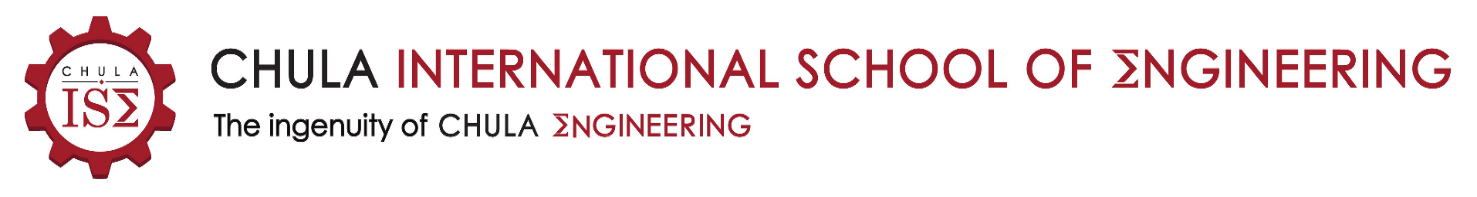 CHULA
ISΣ
CHULA INTERNATIONAL SCHOOL OF ΣNGINEERING
The ingenuity of CHULA ΣNGINEERING